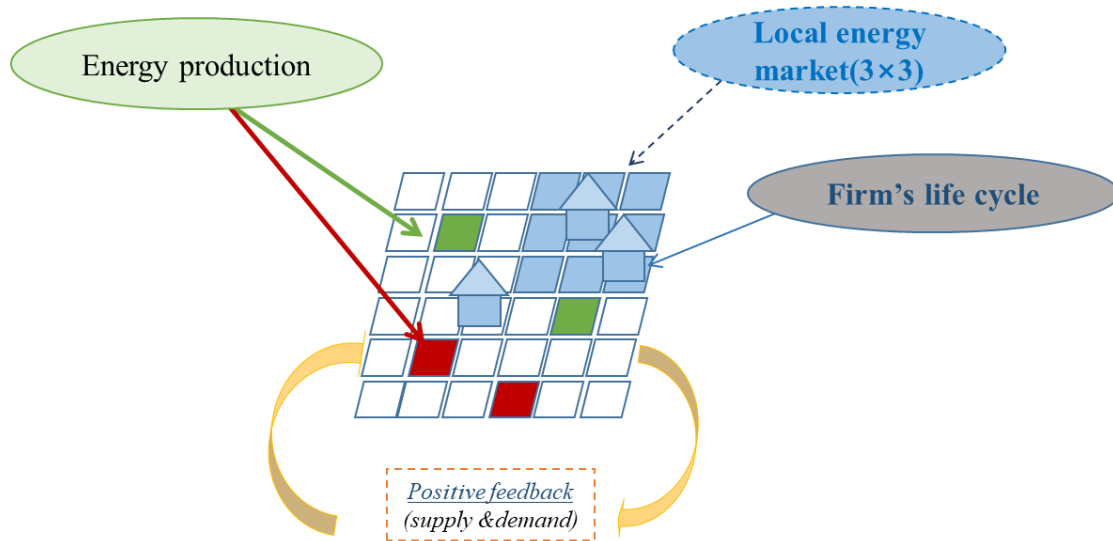 Energy production
Local energy
market(3×3)
Firm's life cycle
Positive feedback
(supply &demand)